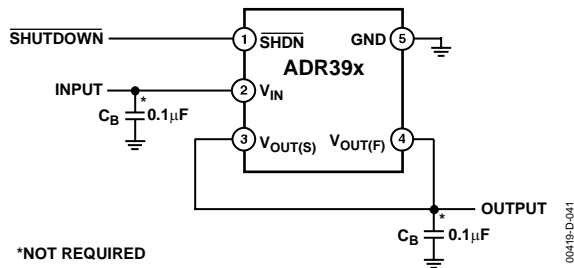 SHUTDOWN
1
SHDN
GND
5
ADR39x
INPUT
2
VIN
*
CB
0.1µF
3
VOUT(S)
VOUT(F)
4
OUTPUT
*
CB
0.1µF
*NOT REQUIRED
00419-D-041